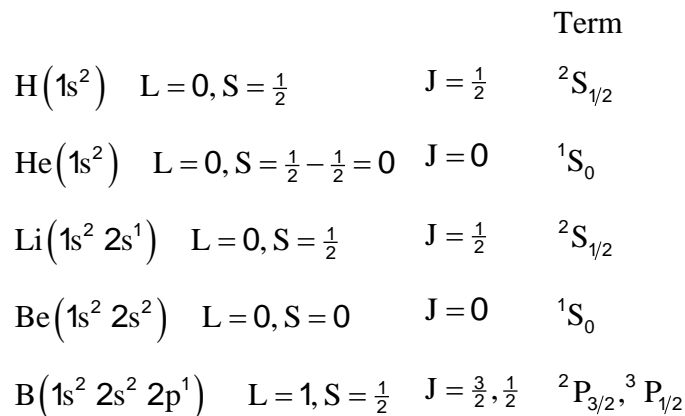 Term
H(1s²) L = 0, S = ½ J = ½ ²S₁/₂
He(1s²) L = 0, S = ½ − ½ = 0 J = 0 ¹S₀
Li(1s² 2s¹) L = 0, S = ½ J = ½ ²S₁/₂
Be(1s² 2s²) L = 0, S = 0 J = 0 ¹S₀
B(1s² 2s² 2p¹) L = 1, S = ½ J = 3/2, ½ ²P₃/₂, ³P₁/₂